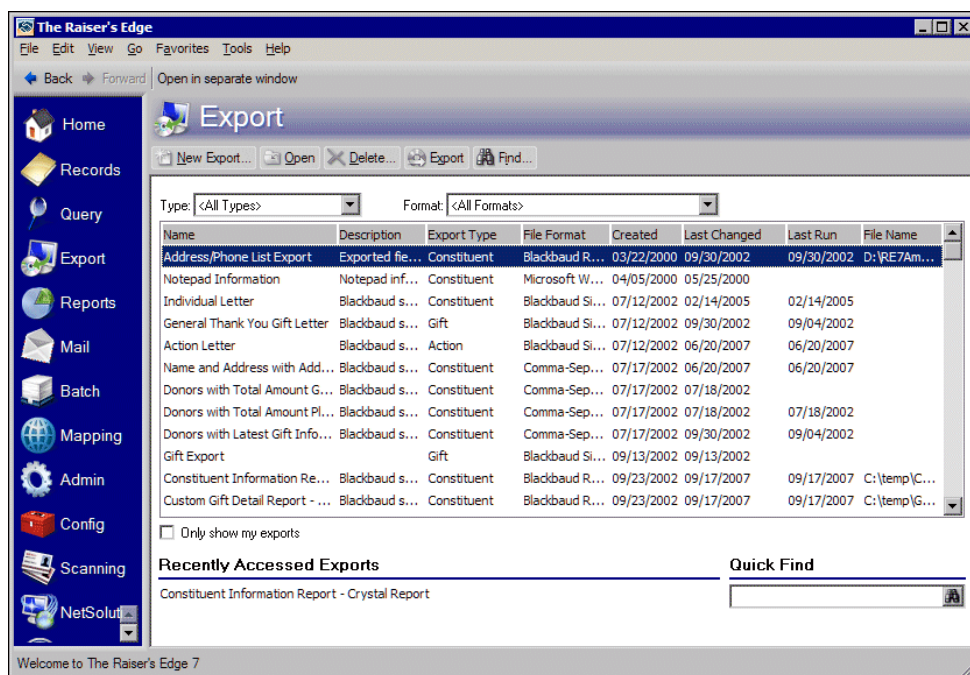 The Raiser's Edge
File Edit View Go Favorites Tools Help
Back Forward Open in separate window
Home
Records
Query
Export
Reports
Mail
Batch
Mapping
Admin
Config
Scanning
NetSoluti
Export
New Export... Open Delete... Export Find...
Type: <All Types> Format: <All Formats>
Name Description Export Type File Format Created Last Changed Last Run File Name
Address/Phone List Export Exported fie... Constituent Blackbaud R... 03/22/2000 09/30/2002 09/30/2002 D:\RE7Am...
Notepad Information Notepad inf... Constituent Microsoft W... 04/05/2000 05/25/2000
Individual Letter Blackbaud s... Constituent Blackbaud Si... 07/12/2002 02/14/2005 02/14/2005
General Thank You Gift Letter Blackbaud s... Gift Blackbaud Si... 07/12/2002 09/30/2002 09/04/2002
Action Letter Blackbaud s... Action Blackbaud Si... 07/12/2002 06/20/2007 06/20/2007
Name and Address with Add... Blackbaud s... Constituent Comma-Sep... 07/17/2002 06/20/2007 06/20/2007
Donors with Total Amount G... Blackbaud s... Constituent Comma-Sep... 07/17/2002 07/18/2002
Donors with Total Amount Pl... Blackbaud s... Constituent Comma-Sep... 07/17/2002 07/18/2002 07/18/2002
Donors with Latest Gift Info... Blackbaud s... Constituent Comma-Sep... 07/17/2002 09/30/2002 09/04/2002
Gift Export Gift Blackbaud Si... 09/13/2002 09/13/2002
Constituent Information Re... Blackbaud s... Constituent Blackbaud R... 09/23/2002 09/17/2007 09/17/2007 C:\temp\C...
Custom Gift Detail Report - ... Blackbaud s... Constituent Blackbaud R... 09/23/2002 09/17/2007 09/17/2007 C:\temp\G...
Only show my exports
Recently Accessed Exports Quick Find
Constituent Information Report - Crystal Report
Welcome to The Raiser's Edge 7